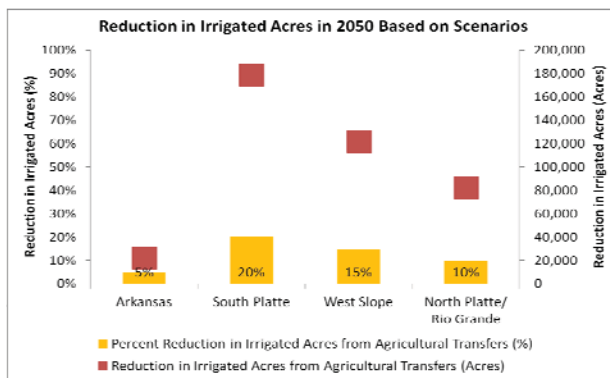 Reduction in Irrigated Acres in 2050 Based on Scenarios
Reduction in Irrigated Acres (%)
100%
90%
80%
70%
60%
50%
40%
30%
20%
10%
0%
5%
20%
15%
10%
200,000
180,000
160,000
140,000
120,000
100,000
80,000
60,000
40,000
20,000
0
Reduction in Irrigated Acres (Acres)
Arkansas
South Platte
West Slope
North Platte/
Rio Grande
Percent Reduction in Irrigated Acres from Agricultural Transfers (%)
Reduction in Irrigated Acres from Agricultural Transfers (Acres)